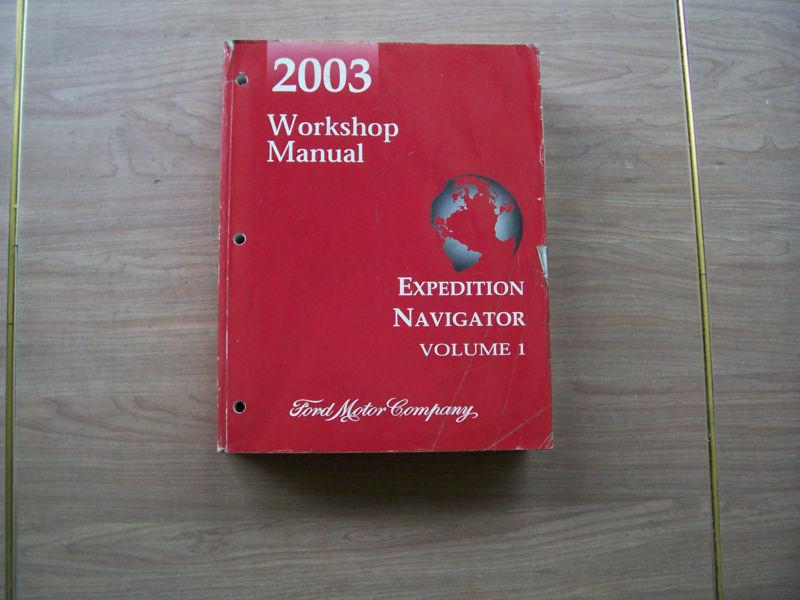 2003
Workshop
Manual
EXPEDITION
NAVIGATOR
VOLUME 1
Ford Motor Company